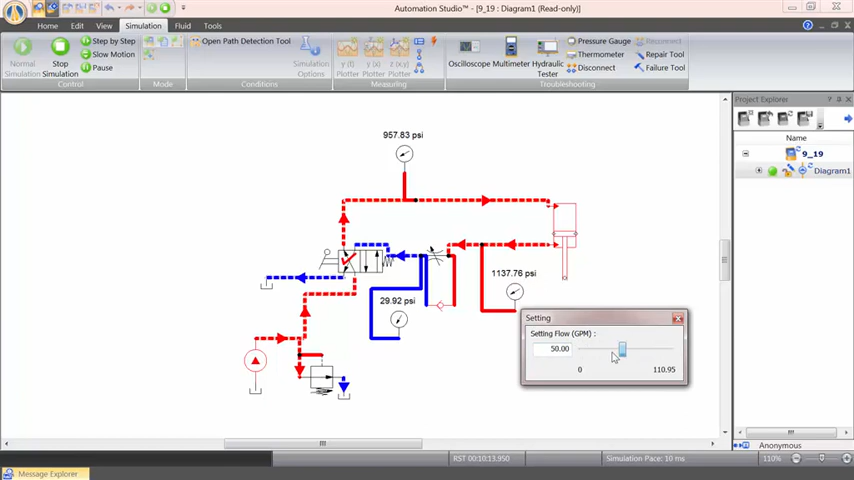 Automation Studio™ - [9_19 : Diagram1 (Read-only)]
Home Edit View Simulation Fluid Tools
Normal Simulation
Stop Simulation
Step by Step
Slow Motion
Pause
Control
Mode
Open Path Detection Tool
Conditions
Simulation Options
y (t) Plotter
y (x) Plotter
z (x,y) Plotter
Measuring
Oscilloscope
Multimeter
Hydraulic Tester
Pressure Gauge
Thermometer
Disconnect
Reconnect
Repair Tool
Failure Tool
Troubleshooting
Project Explorer
Name
9_19
Diagram1
957.83 psi
1137.76 psi
29.92 psi
Setting
Setting Flow (GPM) :
50.00
0 110.95
Anonymous
RST 00:10:13.950
Simulation Pace: 10 ms
110%
Message Explorer